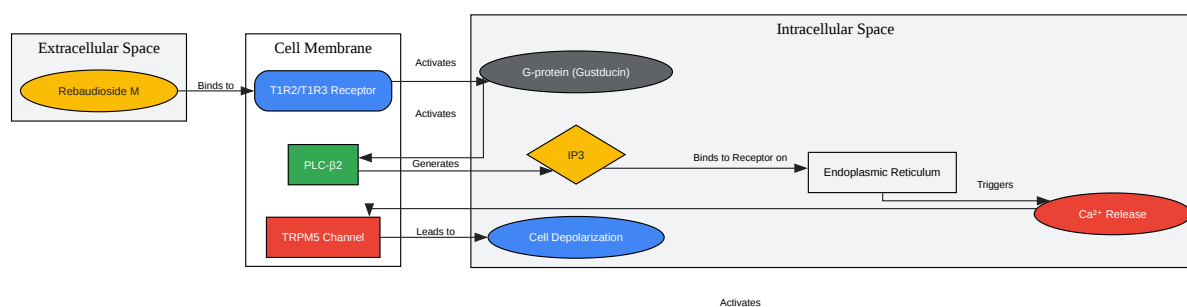 Extracellular Space
Cell Membrane
Intracellular Space
Rebaudioside M
Binds to
T1R2/T1R3 Receptor
Activates
G-protein (Gustducin)
Activates
PLC-β2
Generates
IP3
Binds to Receptor on
Endoplasmic Reticulum
Triggers
Ca²⁺ Release
TRPM5 Channel
Leads to
Cell Depolarization
Activates